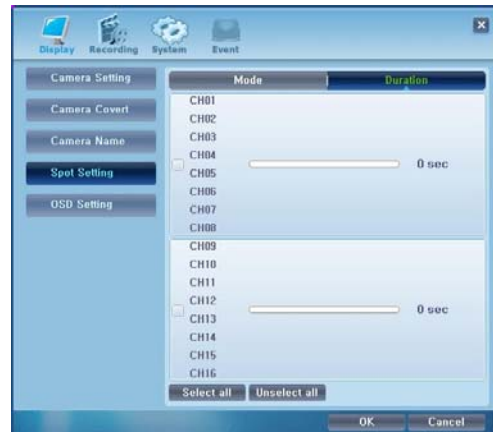 Display Recording System Event
Camera Setting
Camera Covert
Camera Name
Spot Setting
OSD Setting
Mode Duration
CH01
CH02
CH03
CH04
CH05
CH06
CH07
CH08
0 sec
CH09
CH10
CH11
CH12
CH13
CH14
CH15
CH16
0 sec
Select all Unselect all
OK Cancel